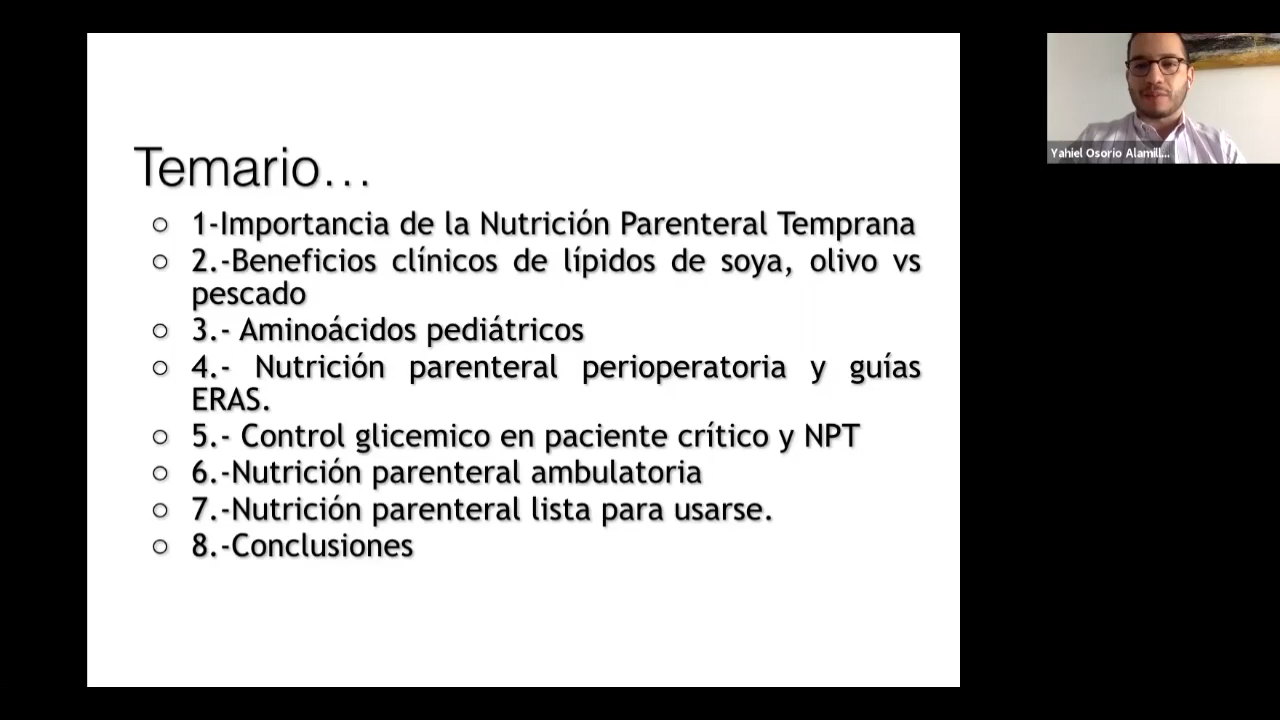 Temario...
1-Importancia de la Nutrición Parenteral Temprana
2.-Beneficios clínicos de lípidos de soya, olivo vs
pescado
3.- Aminoácidos pediátricos
4.- Nutrición parenteral perioperatoria y guías
ERAS.
5.- Control glicemico en paciente crítico y NPT
6.-Nutrición parenteral ambulatoria
7.-Nutrición parenteral lista para usarse.
8.-Conclusiones
Yahiel Osorio Alamill...